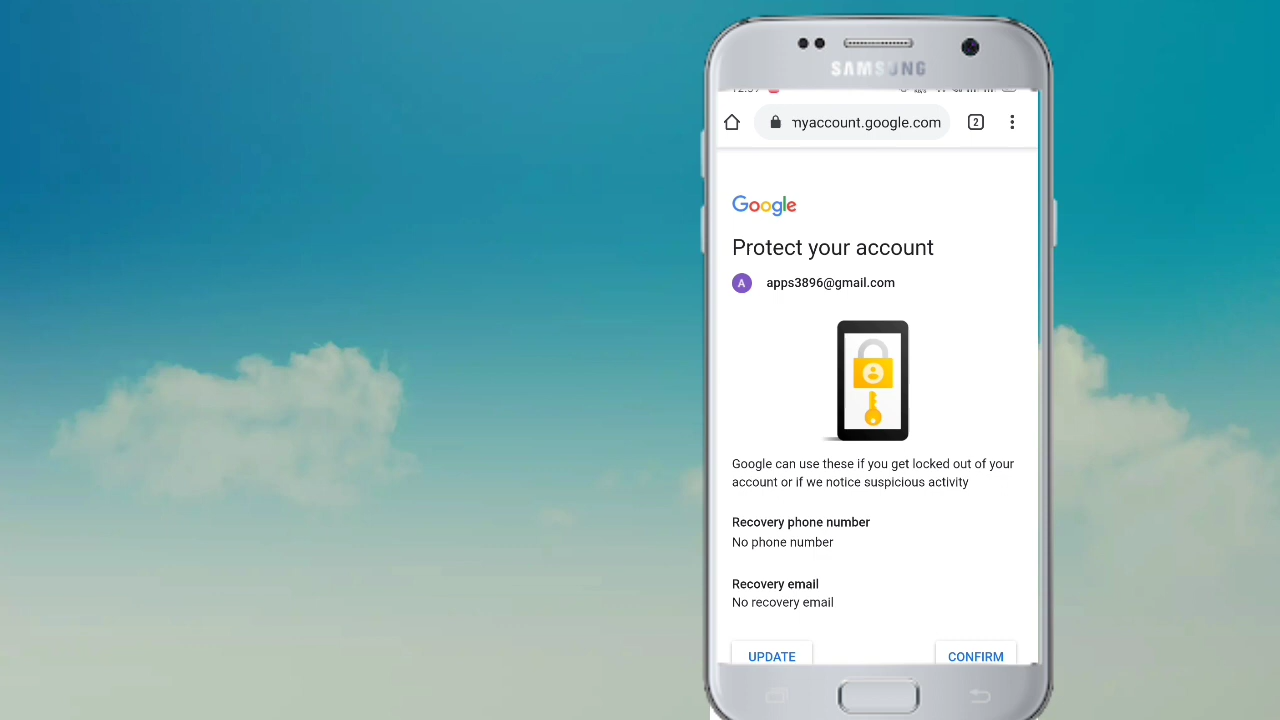 SAMSUNG
myaccount.google.com
2
Google
Protect your account
A
apps3896@gmail.com
Google can use these if you get locked out of your
account or if we notice suspicious activity
Recovery phone number
No phone number
Recovery email
No recovery email
UPDATE
CONFIRM